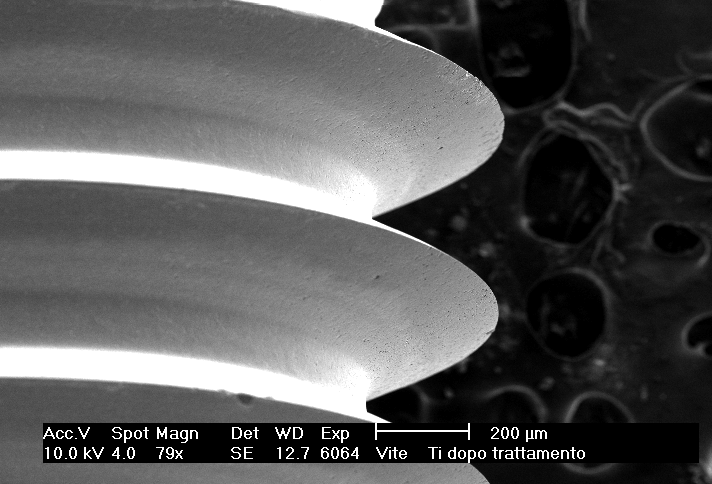 Acc.V Spot Magn Det WD Exp 200 µm
10.0 kV 4.0 79x SE 12.7 6064 Vite Ti dopo trattamento